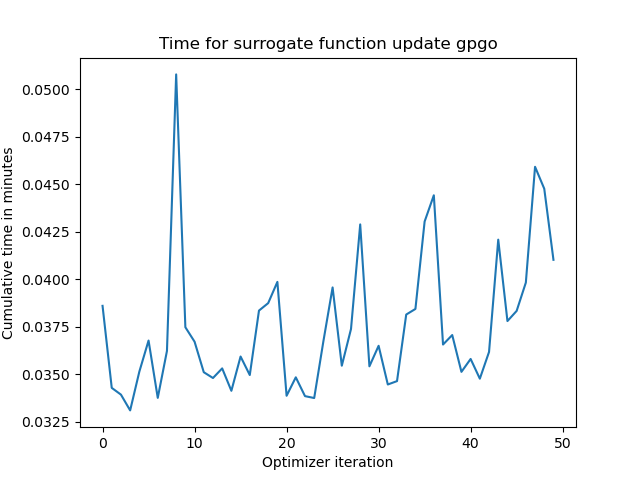 Time for surrogate function update gpgo
0.0500
0.0475
0.0450
0.0425
0.0400
0.0375
0.0350
0.0325
Cumulative time in minutes
0 10 20 30 40 50
Optimizer iteration